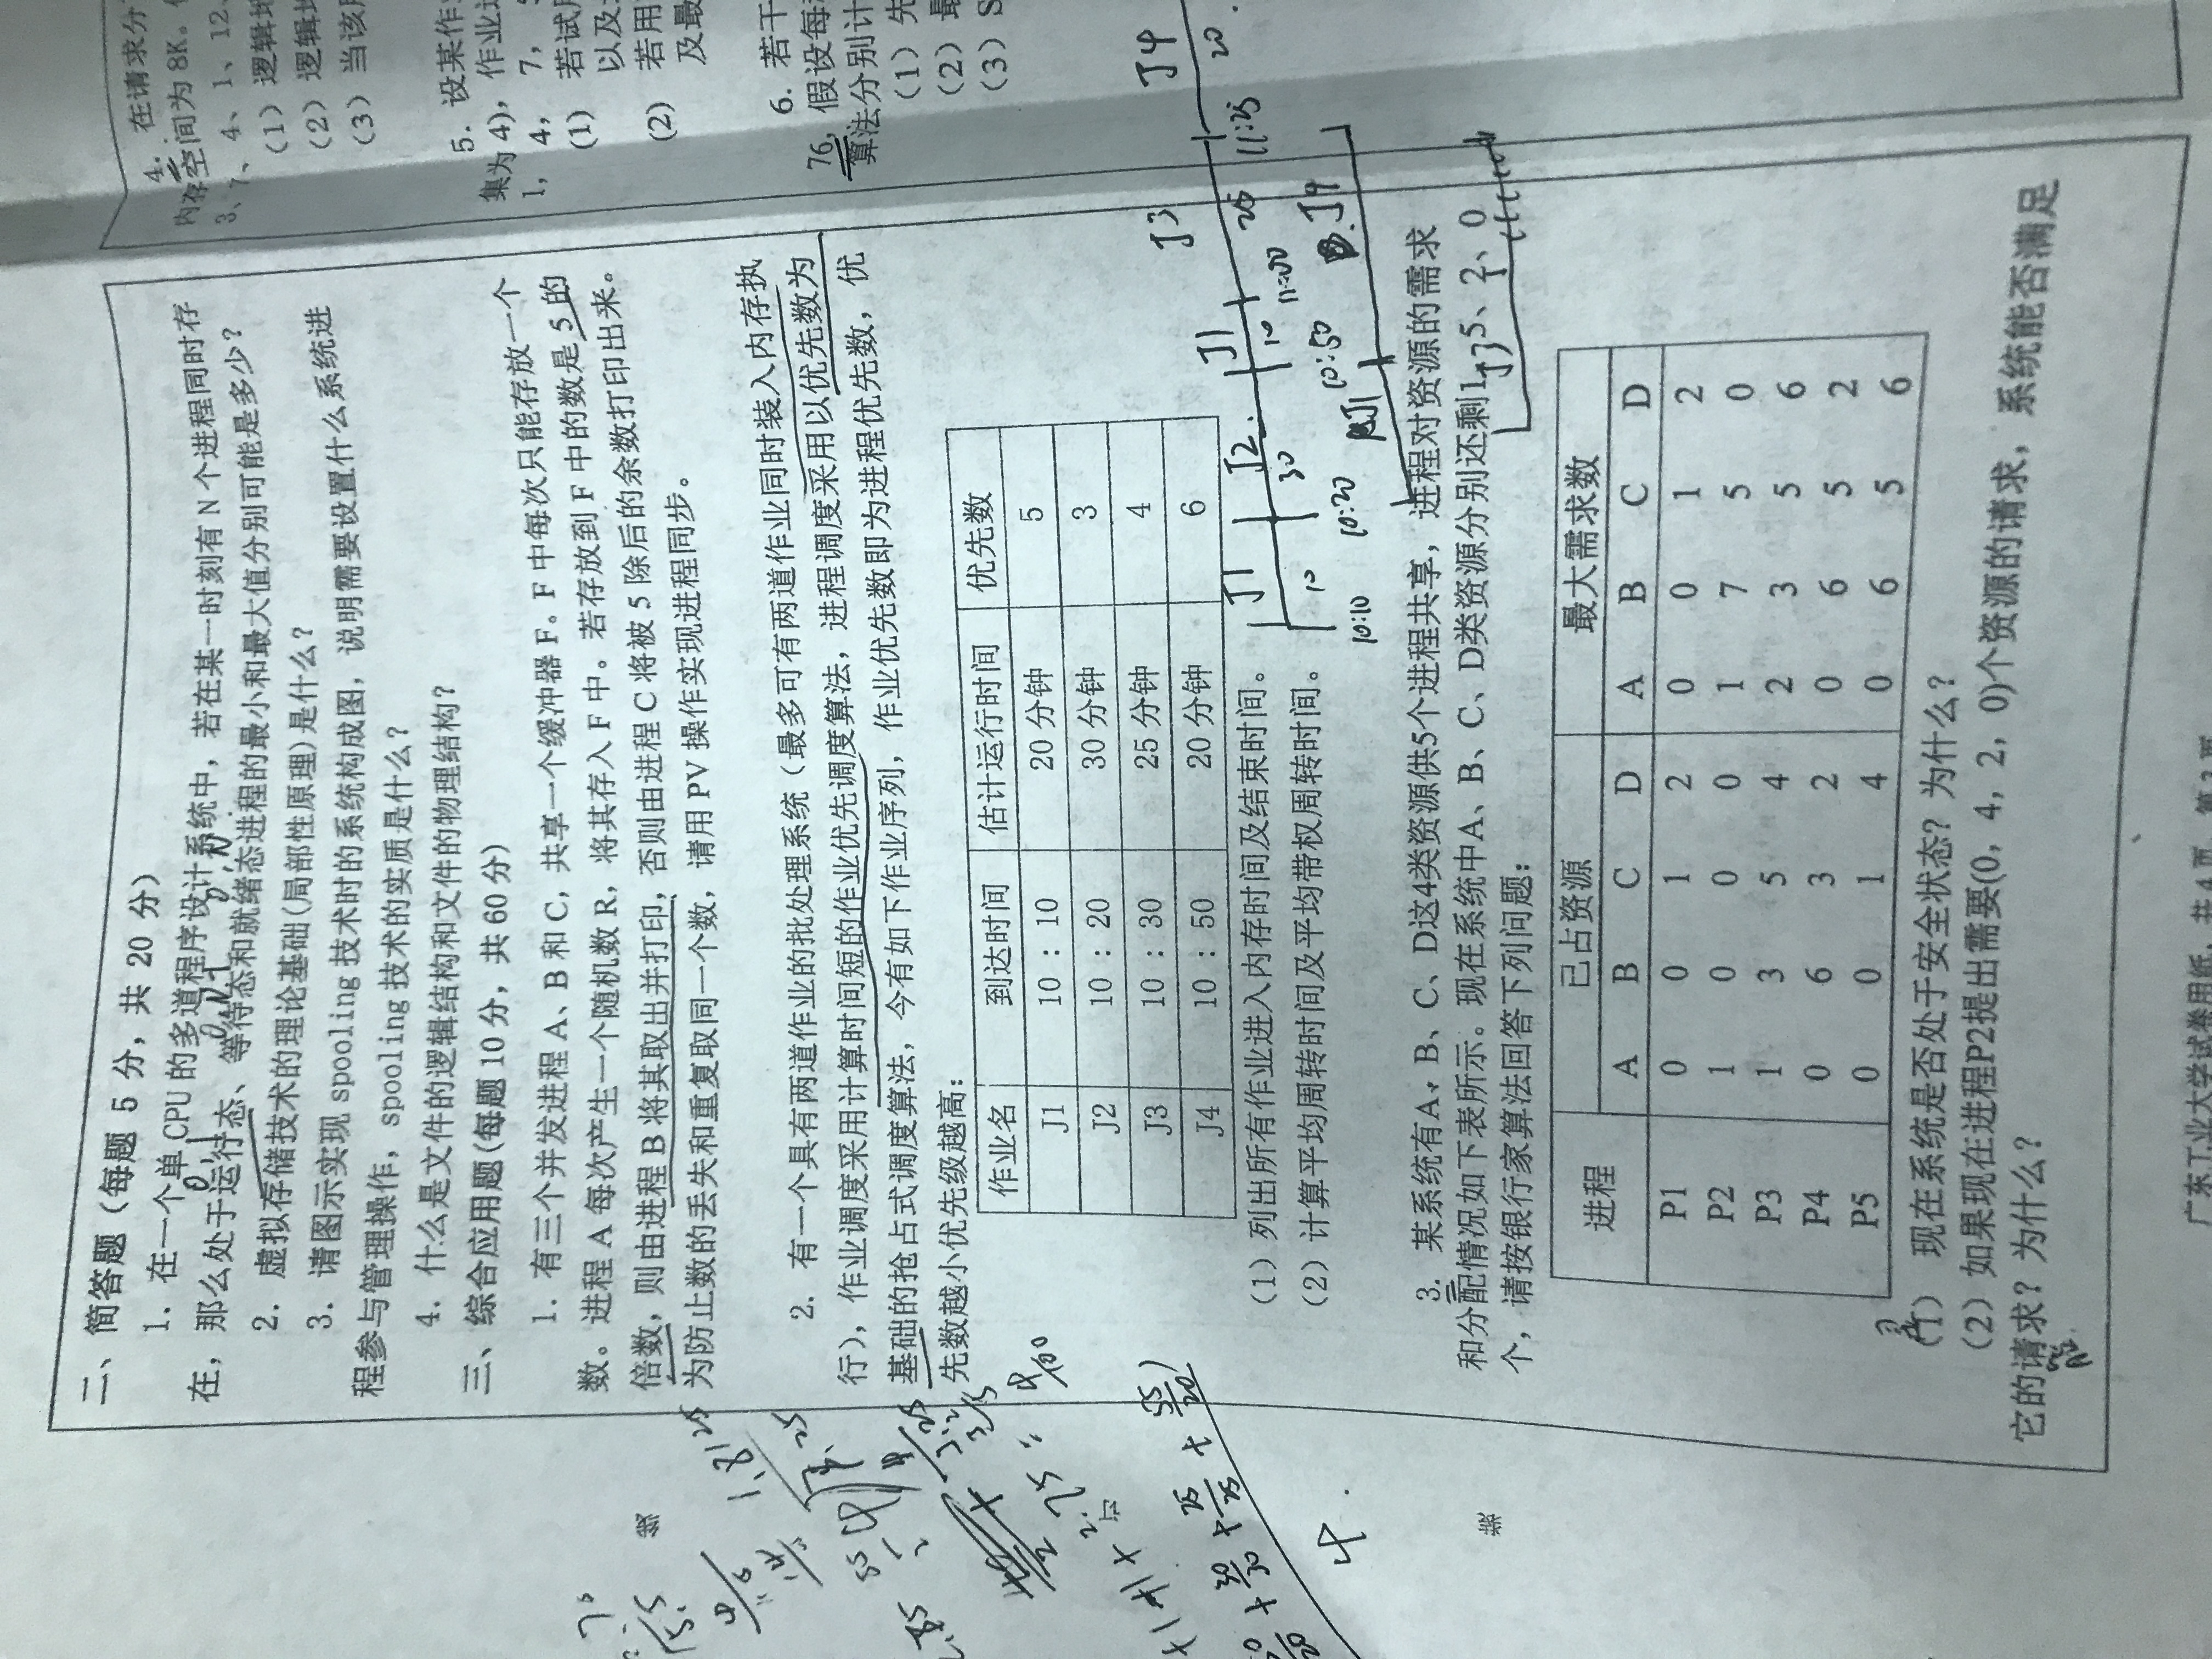 二、简答题（每题 5 分，共 20 分）
1. 在一个单 CPU 的多道程序设计系统中，若在某一时刻有 N 个进程同时存
0, 1
0, N-1
0, N
在，那么处于运行态、等待态和就绪态进程的最小和最大值分别可能是多少？
2. 虚拟存储技术的理论基础(局部性原理)是什么？
3. 请图示实现 spooling 技术时的系统构成图，说明需要设置什么系统进
程参与管理操作，spooling 技术的实质是什么？
4. 什么是文件的逻辑结构和文件的物理结构？
三、综合应用题(每题 10 分，共 60 分)
1. 有三个并发进程 A、B 和 C，共享一个缓冲器 F。F 中每次只能存放一个
数。进程 A 每次产生一个随机数 R，将其存入 F 中。若存放到 F 中的数是 5 的
倍数，则由进程 B 将其取出并打印，否则由进程 C 将被 5 除后的余数打印出来。
为防止数的丢失和重复取同一个数，请用 PV 操作实现进程同步。
2. 有一个具有两道作业的批处理系统（最多可有两道作业同时装入内存执
行），作业调度采用计算时间短的作业优先调度算法，进程调度采用以优先数为
基础的抢占式调度算法，今有如下作业序列，作业优先数即为进程优先数，优
先数越小优先级越高：
作业名 到达时间 估计运行时间 优先数
J1 10 : 10 20 分钟 5
J2 10 : 20 30 分钟 3
J3 10 : 30 25 分钟 4
J4 10 : 50 20 分钟 6
（1）列出所有作业进入内存时间及结束时间。
（2）计算平均周转时间及平均带权周转时间。
J1 J2 J1 J3 J4
10 30 10 25 20
10:10 10:20 10:50 11:00 11:25
J1 J4
J3
3. 某系统有A、B、C、D这4类资源供5个进程共享，进程对资源的需求
和分配情况如下表所示。现在系统中A、B、C、D类资源分别还剩1、5、2、0
个，请按银行家算法回答下列问题：
进程 已占资源 最大需求数
A B C D A B C D
P1 0 0 1 2 0 0 1 2
P2 1 0 0 0 1 7 5 0
P3 1 3 5 4 2 3 5 6
P4 0 6 3 2 0 6 5 2
P5 0 0 1 4 0 6 5 6
（1） 现在系统是否处于安全状态？为什么？
（2）如果现在进程P2提出需要(0，4，2，0)个资源的请求，系统能否满足
它的请求？为什么？
广东工业大学试卷用纸，共 4 页，第
线
订
装
1.8125
2.75 =
4
4. 在请求分
内存空间为 8K。
3、7、4、1、12、
（1）逻辑地
（2）逻辑地
（3）当该
5. 设某作
集为 4)，作业
1， 4， 7，
(1) 若试
以及
(2) 若用
及最
6. 若干
76，假设每
算法分别计
（1）先
（2）最
（3）S